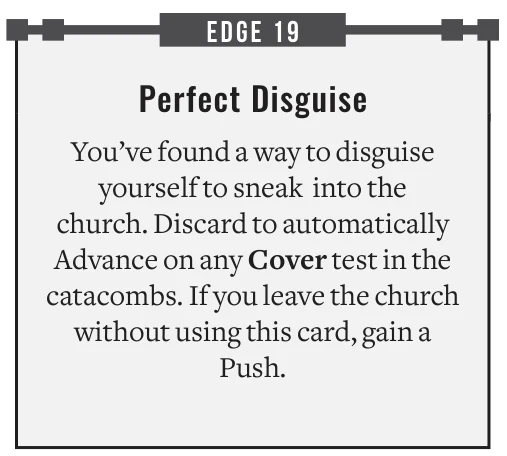 EDGE 19
Perfect Disguise
You’ve found a way to disguise
yourself to sneak into the
church. Discard to automatically
Advance on any Cover test in the
catacombs. If you leave the church
without using this card, gain a
Push.